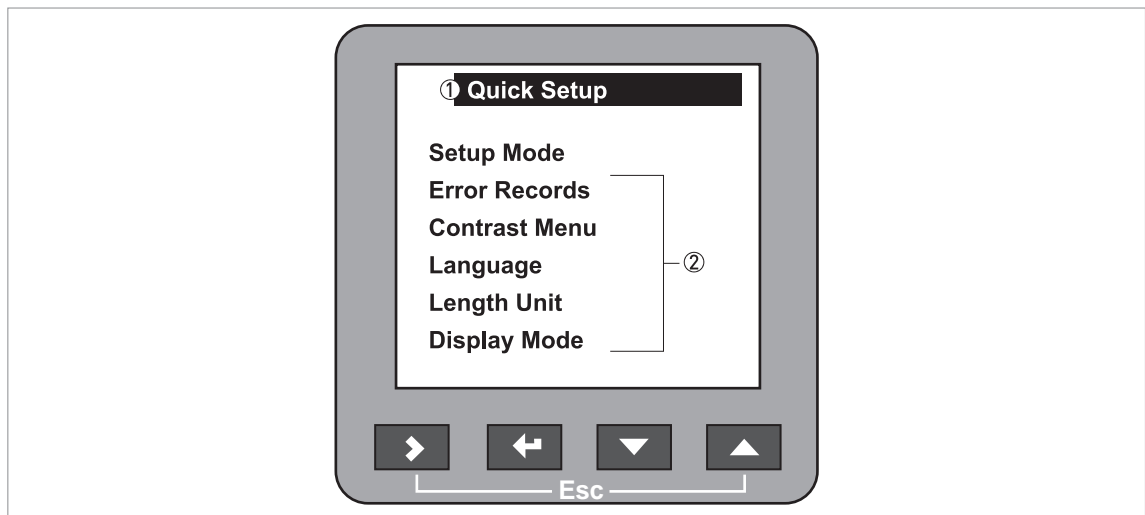 ① Quick Setup
Setup Mode
Error Records
Contrast Menu
Language
②
Length Unit
Display Mode
Esc